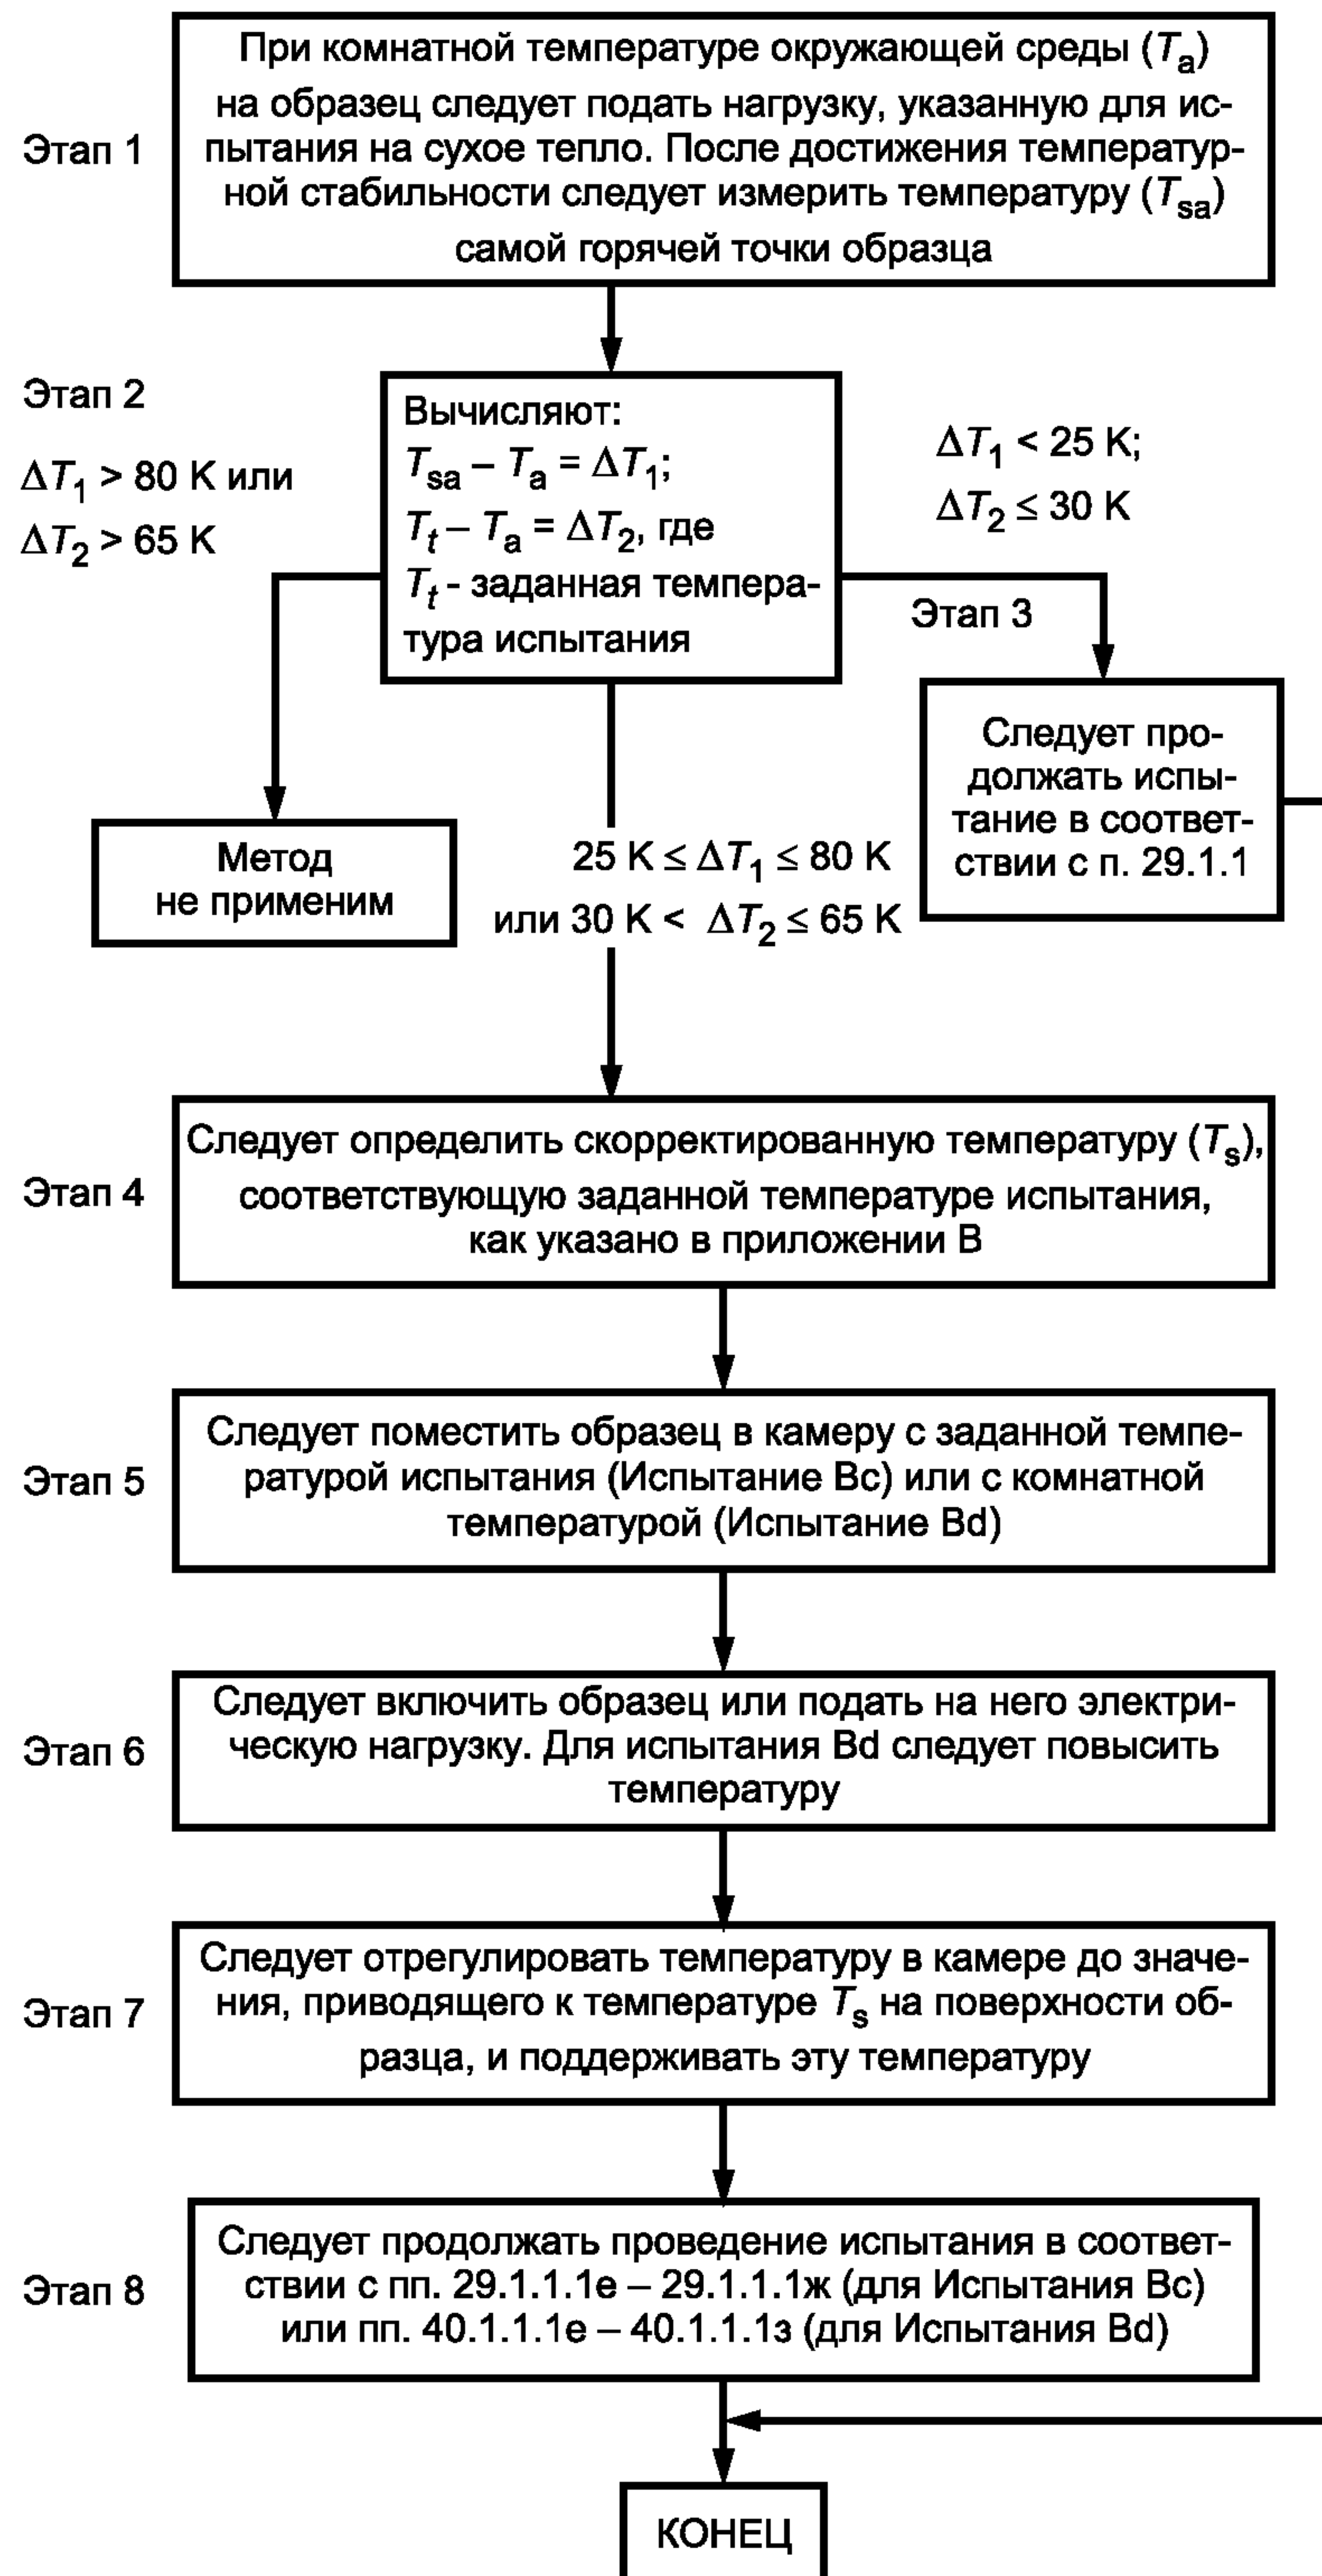 При комнатной температуре окружающей среды (Tа)
на образец следует подать нагрузку, указанную для ис-
пытания на сухое тепло. После достижения температур-
ной стабильности следует измерить температуру (Tsa)
самой горячей точки образца
Этап 1
Этап 2
ΔT1 > 80 K или
ΔT2 > 65 K
Вычисляют:
Tsa – Ta = ΔT1;
Tt – Ta = ΔT2, где
Tt - заданная темпера-
тура испытания
ΔT1 < 25 K;
ΔT2 ≤ 30 K
Этап 3
Следует про-
должать испы-
тание в соответ-
ствии с п. 29.1.1
Метод
не применим
25 K ≤ ΔT1 ≤ 80 K
или 30 K < ΔT2 ≤ 65 K
Этап 4
Следует определить скорректированную температуру (Ts),
соответствующую заданной температуре испытания,
как указано в приложении В
Этап 5
Следует поместить образец в камеру с заданной темпе-
ратурой испытания (Испытание Вс) или с комнатной
температурой (Испытание Bd)
Этап 6
Следует включить образец или подать на него электри-
ческую нагрузку. Для испытания Bd следует повысить
температуру
Этап 7
Следует отрегулировать температуру в камере до значе-
ния, приводящего к температуре Ts на поверхности об-
разца, и поддерживать эту температуру
Этап 8
Следует продолжать проведение испытания в соответ-
ствии с пп. 29.1.1.1е – 29.1.1.1ж (для Испытания Вс)
или пп. 40.1.1.1е – 40.1.1.1з (для Испытания Bd)
КОНЕЦ